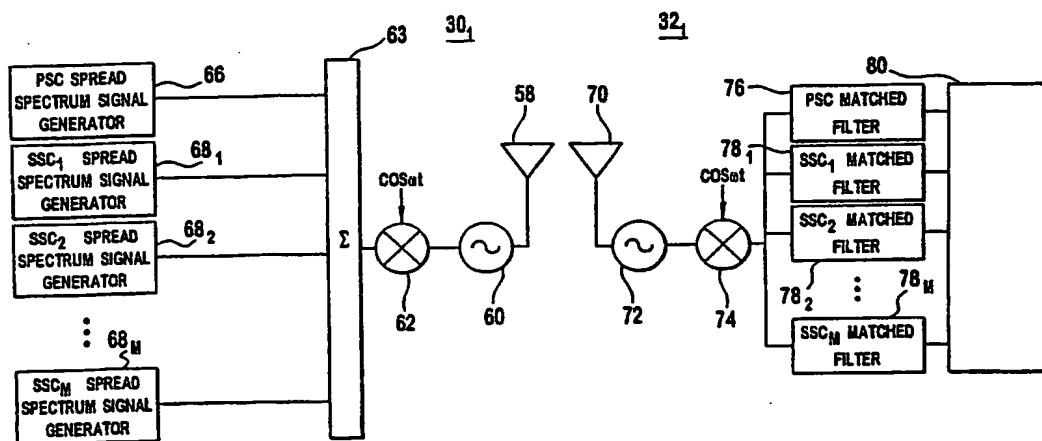 63
30₁
32₁
80
PSC SPREAD
SPECTRUM SIGNAL
GENERATOR
66
58
70
76
PSC MATCHED
FILTER
SSC₁ SPREAD
SPECTRUM SIGNAL
GENERATOR
68₁
78₁
SSC₁ MATCHED
FILTER
COSωt
COSωt
SSC₂ SPREAD
SPECTRUM SIGNAL
GENERATOR
68₂
Σ
SSC₂ MATCHED
FILTER
62
60
72
74
78₂
78M
68M
SSCM MATCHED
FILTER
SSCM SPREAD
SPECTRUM SIGNAL
GENERATOR